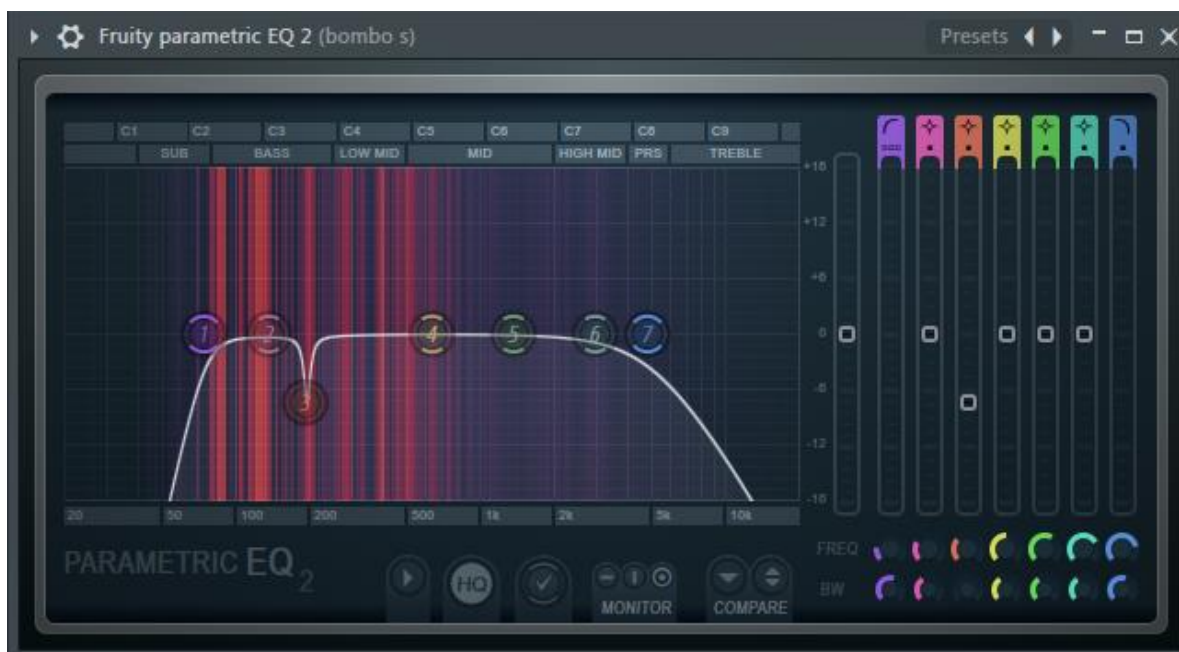 Fruity parametric EQ 2 (bombo s) Presets
C1 C2 C3 C4 C5 C6 C7 C8 C9
SUB BASS LOW MID MID HIGH MID PRS TREBLE
+18
+12
+6
0
-6
-12
-18
1 2 4 5 6 7
3
20 50 100 200 500 1k 2k 5k 10k
PARAMETRIC EQ 2
HQ
MONITOR COMPARE
FREQ
BW